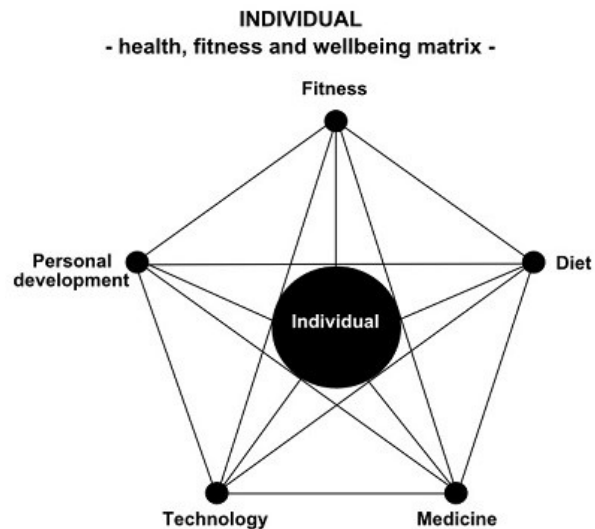 INDIVIDUAL
- health, fitness and wellbeing matrix -
Fitness
Personal
development
Diet
Individual
Technology
Medicine